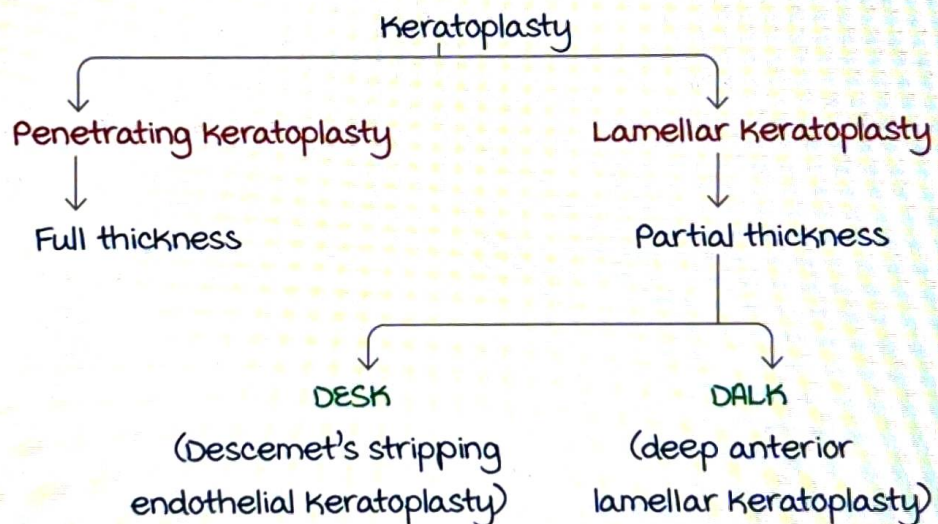 Keratoplasty
Penetrating Keratoplasty
Lamellar Keratoplasty
Full thickness
Partial thickness
DESK
DALK
(Descemet's stripping
endothelial Keratoplasty)
(deep anterior
lamellar Keratoplasty)